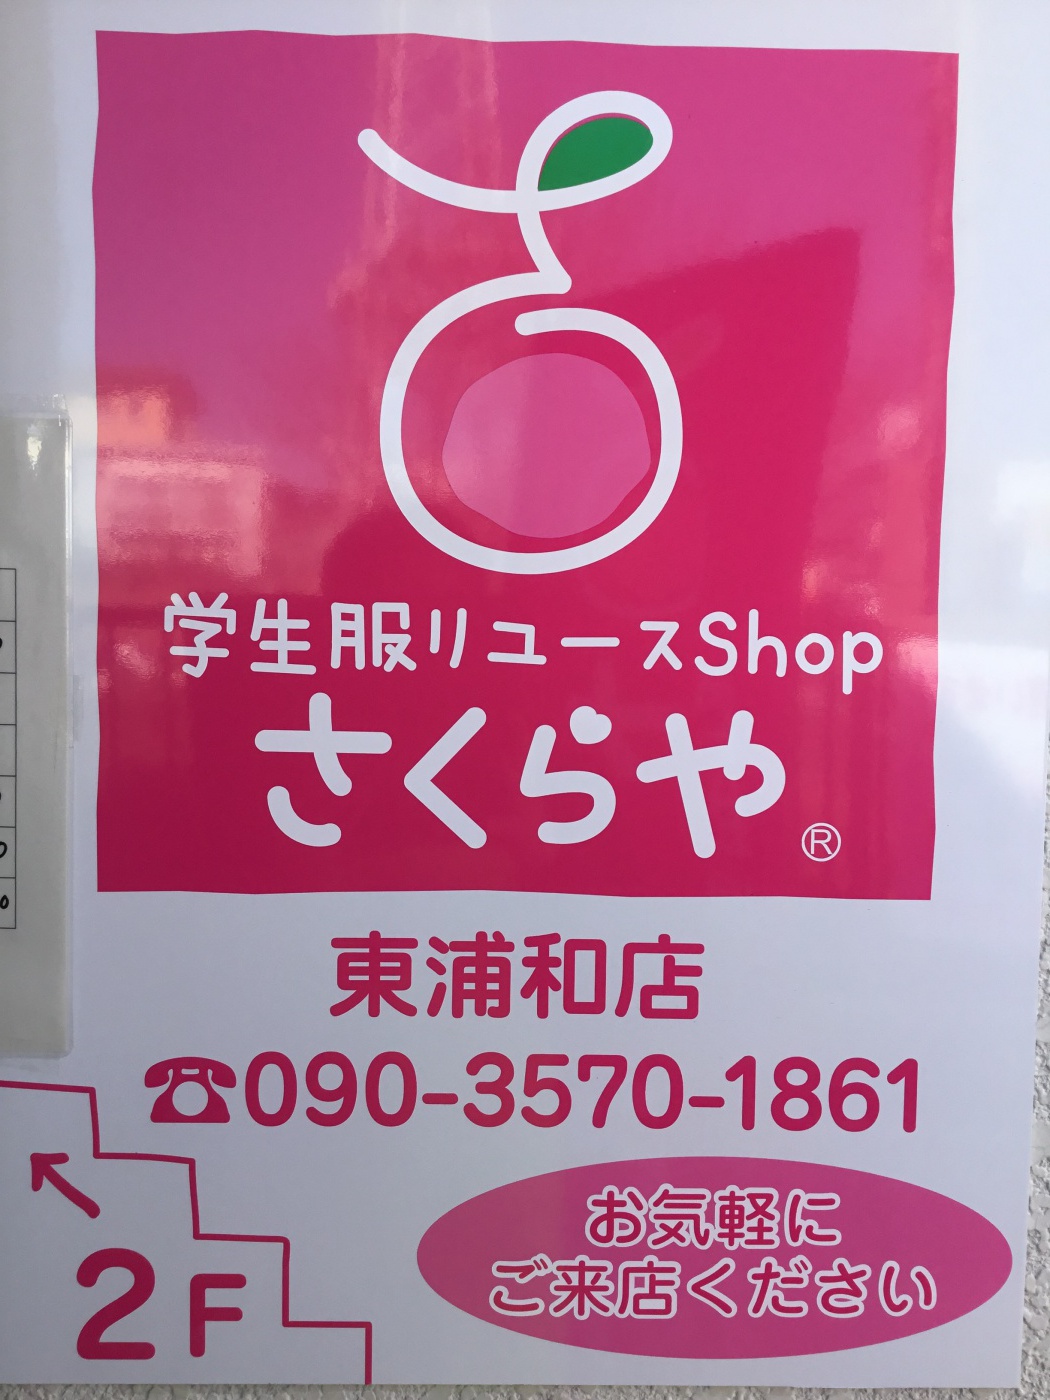 学生服リユースShop
さくらや®
東浦和店
☎090-3570-1861
お気軽に
ご来店ください
2F